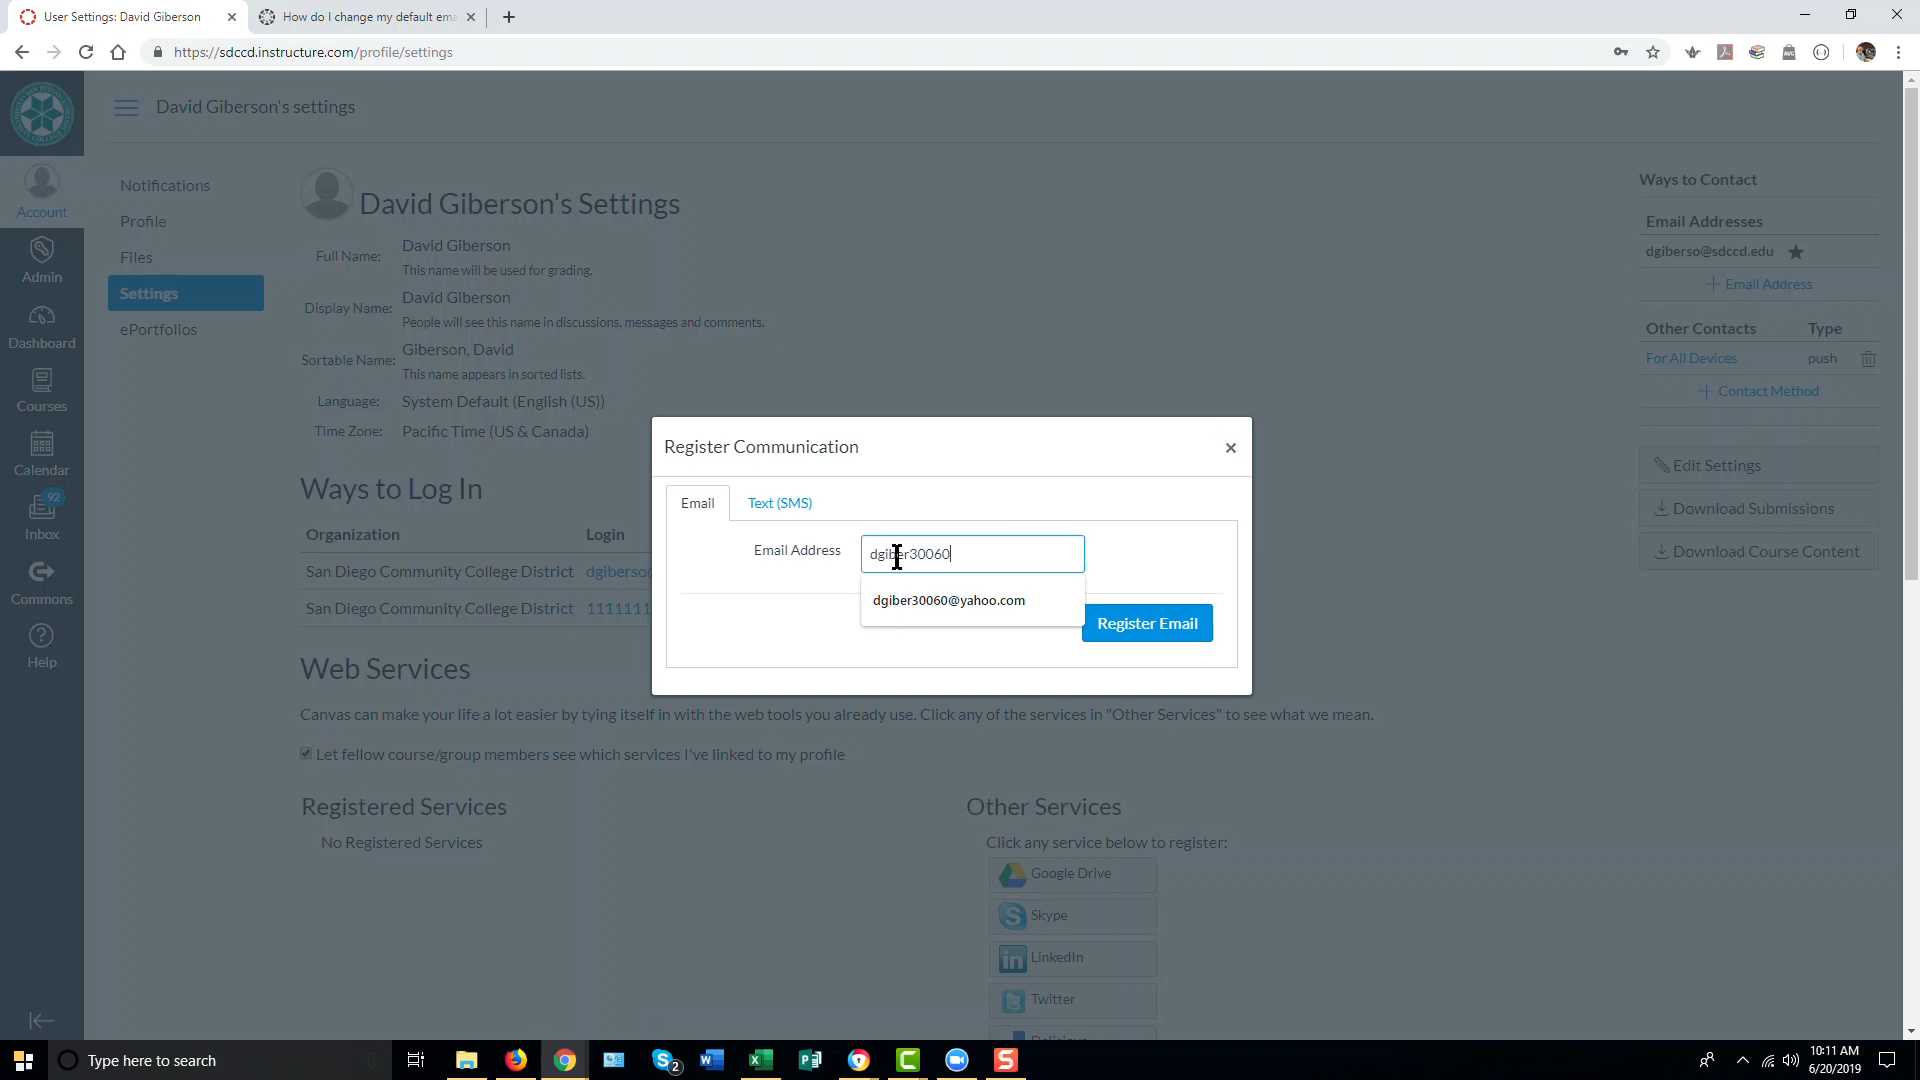 User Settings: David Giberson
How do I change my default ema
https://sdccd.instructure.com/profile/settings
David Giberson's settings
Account
Admin
Dashboard
Courses
Calendar
92
Inbox
Commons
Help
Notifications
Profile
Files
Settings
ePortfolios
David Giberson's Settings
Full Name: David Giberson
This name will be used for grading.
Display Name: David Giberson
People will see this name in discussions, messages and comments.
Sortable Name: Giberson, David
This name appears in sorted lists.
Language: System Default (English (US))
Time Zone: Pacific Time (US & Canada)
Ways to Log In
Organization Login
San Diego Community College District dgiberso
San Diego Community College District 1111111
Web Services
Canvas can make your life a lot easier by tying itself in with the web tools you already use. Click any of the services in "Other Services" to see what we mean.
Let fellow course/group members see which services I've linked to my profile
Registered Services
No Registered Services
Other Services
Click any service below to register:
Google Drive
Skype
LinkedIn
Twitter
Ways to Contact
Email Addresses
dgiberso@sdccd.edu
Email Address
Other Contacts Type
For All Devices push
Contact Method
Edit Settings
Download Submissions
Download Course Content
Register Communication
Email Text (SMS)
Email Address dgiber30060
dgiber30060@yahoo.com
Register Email
Type here to search
2
10:11 AM
6/20/2019